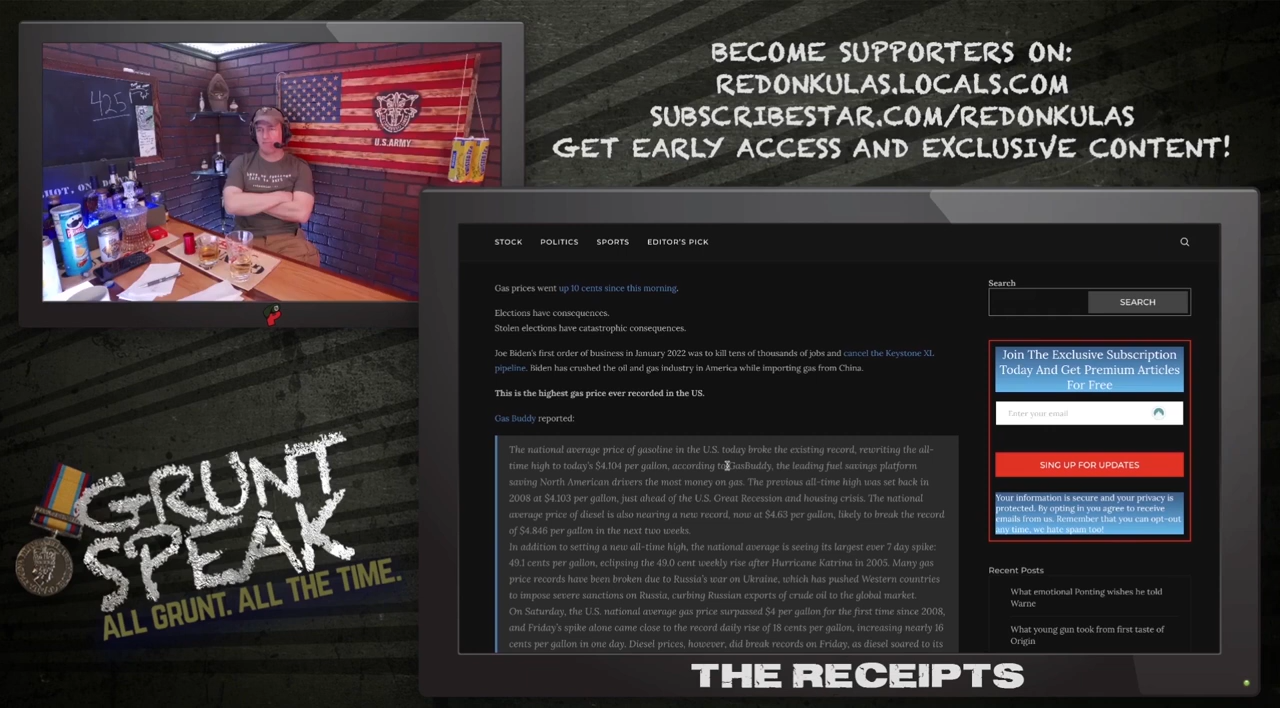 BECOME SUPPORTERS ON:
REDONKULAS.LOCALS.COM
SUBSCRIBESTAR.COM/REDONKULAS
GET EARLY ACCESS AND EXCLUSIVE CONTENT!
425
U.S. ARMY
HOT, ON
STOCK POLITICS SPORTS EDITOR'S PICK
Gas prices went up 10 cents since this morning.
Elections have consequences.
Stolen elections have catastrophic consequences.
Joe Biden's first order of business in January 2022 was to kill tens of thousands of jobs and cancel the Keystone XL
pipeline. Biden has crushed the oil and gas industry in America while importing gas from China.
This is the highest gas price ever recorded in the US.
Gas Buddy reported:
The national average price of gasoline in the U.S. today broke the existing record, rewriting the all-
time high to today's $4.104 per gallon, according to GasBuddy, the leading fuel savings platform
saving North American drivers the most money on gas. The previous all-time high was set back in
2008 at $4.103 per gallon, just ahead of the U.S. Great Recession and housing crisis. The national
average price of diesel is also nearing a new record, now at $4.63 per gallon, likely to break the record
of $4.846 per gallon in the next two weeks.
In addition to setting a new all-time high, the national average is seeing its largest ever 7 day spike:
49.1 cents per gallon, eclipsing the 49.0 cent weekly rise after Hurricane Katrina in 2005. Many gas
price records have been broken due to Russia's war on Ukraine, which has pushed Western countries
to impose severe sanctions on Russia, curbing Russian exports of crude oil to the global market.
On Saturday, the U.S. national average gas price surpassed $4 per gallon for the first time since 2008,
and Friday's spike alone came close to the record daily rise of 18 cents per gallon, increasing nearly 16
cents per gallon in one day. Diesel prices, however, did break records on Friday, as diesel soared to its
Search
SEARCH
Join The Exclusive Subscription
Today And Get Premium Articles
For Free
Enter your email
SING UP FOR UPDATES
Your information is secure and your privacy is
protected. By opting in you agree to receive
emails from us. Remember that you can opt-out
any time, we hate spam too!
Recent Posts
What emotional Ponting wishes he told
Warne
What young gun took from first taste of
Origin
GRUNT
SPEAK
ALL GRUNT. ALL THE TIME.
THE RECEIPTS